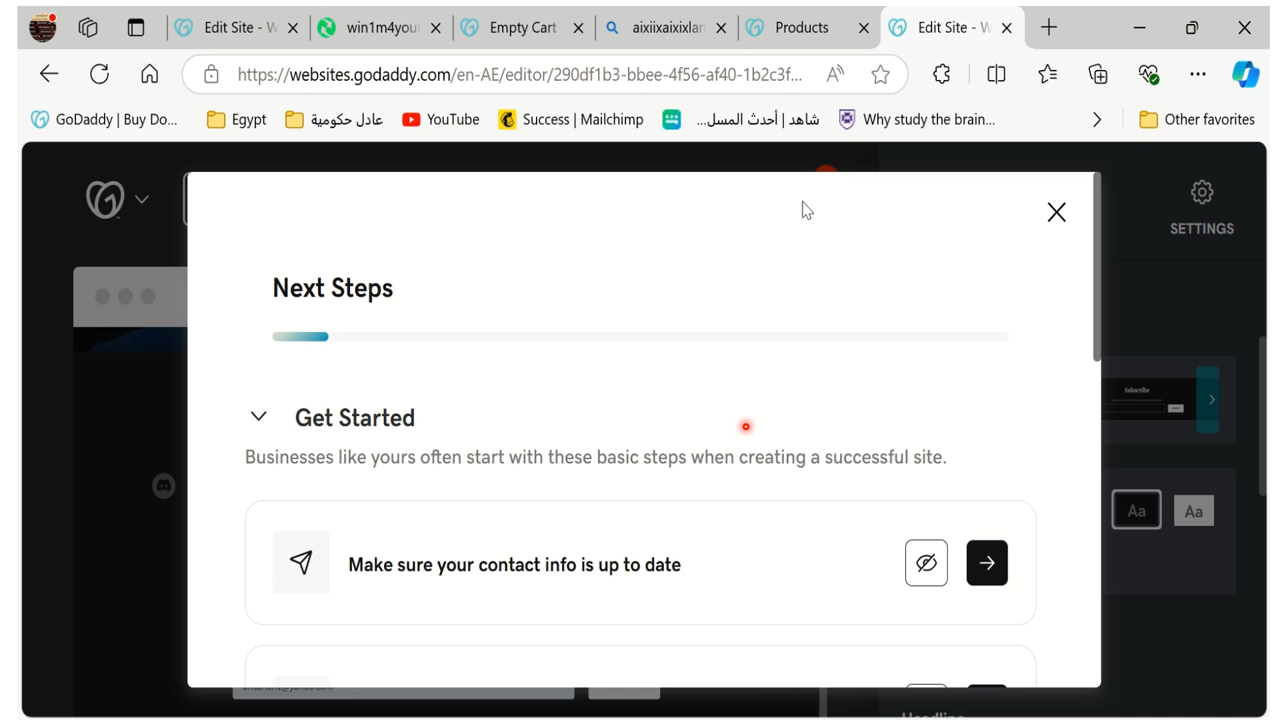 Edit Site - W
win1m4your
Empty Cart
aixiixaixixlan
Products
Edit Site - W
https://websites.godaddy.com/en-AE/editor/290df1b3-bbee-4f56-af40-1b2c3f...
GoDaddy | Buy Do...
Egypt
عادل حكومية
YouTube
Success | Mailchimp
شاهد | أحدث المسل...
Why study the brain...
Other favorites
SETTINGS
Next Steps
Subscribe
Get Started
Businesses like yours often start with these basic steps when creating a successful site.
Aa
Aa
Make sure your contact info is up to date
Headline